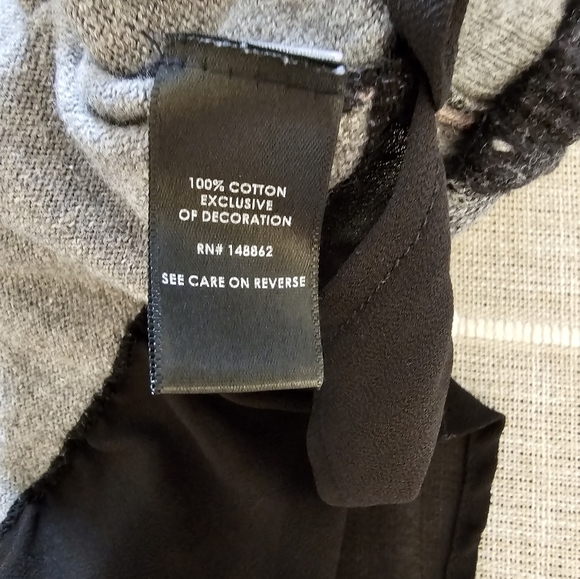 100% COTTON
EXCLUSIVE
OF DECORATION
RN# 148862
SEE CARE ON REVERSE